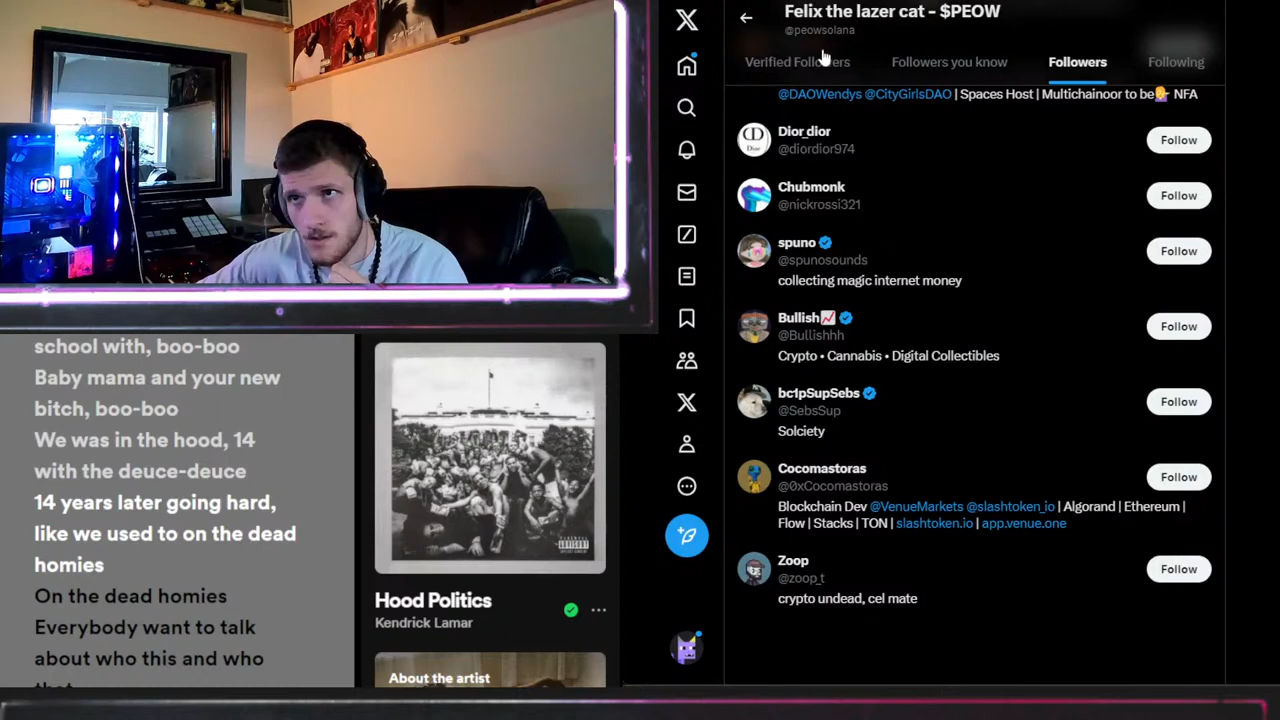 Felix the lazer cat - $PEOW
@peowsolana
Verified Followers
Followers you know
Followers
Following
@DAOWendys @CityGirlsDAO | Spaces Host | Multichainoor to be NFA
Dior_dior
@diordior974
Follow
Chubmonk
@nickrossi321
Follow
spuno
@spunosounds
collecting magic internet money
Follow
Bullish
@Bullishhh
Crypto • Cannabis • Digital Collectibles
Follow
bc1pSupSebs
@SebsSup
Solciety
Follow
Cocomastoras
@0xCocomastoras
Blockchain Dev @VenueMarkets @slashtoken_io | Algorand | Ethereum |
Flow | Stacks | TON | slashtoken.io | app.venue.one
Follow
Zoop
@zoop_t
crypto undead, cel mate
Follow
school with, boo-boo
Baby mama and your new
bitch, boo-boo
We was in the hood, 14
with the deuce-deuce
14 years later going hard,
like we used to on the dead
homies
On the dead homies
Everybody want to talk
about who this and who
Hood Politics
Kendrick Lamar
About the artist